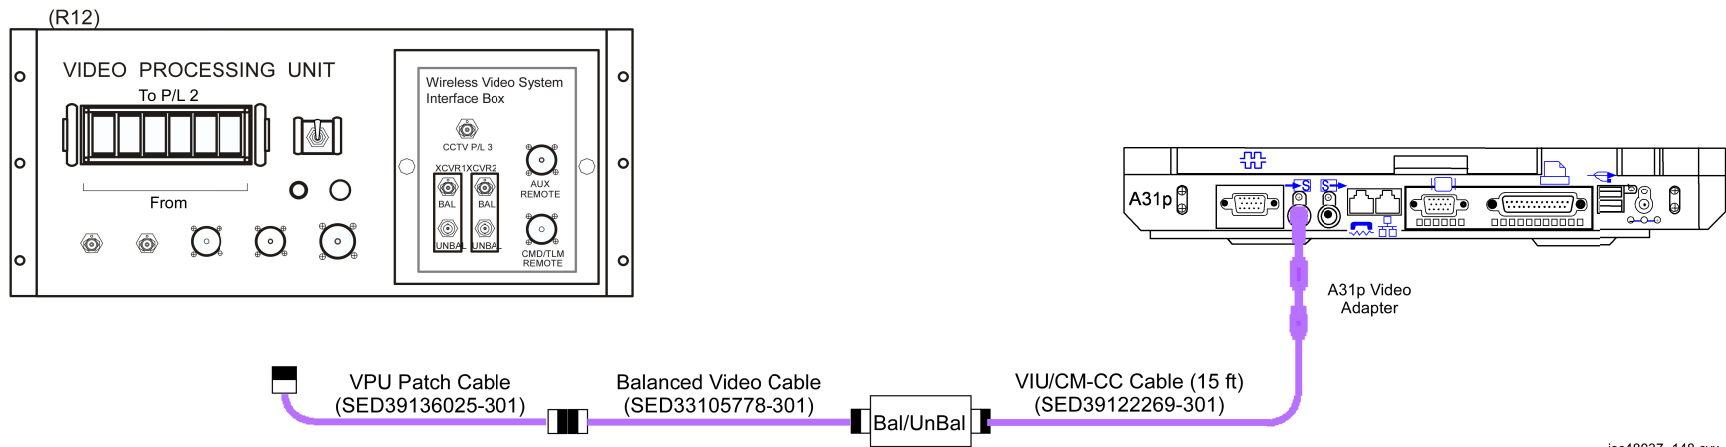 (R12)
VIDEO PROCESSING UNIT
To P/L 2
From
Wireless Video System
Interface Box
CCTV P/L 3
XCVR1 XCVR2
BAL BAL
UNBAL UNBAL
AUX
REMOTE
CMD/TLM
REMOTE
A31p
S S
A31p Video
Adapter
VPU Patch Cable
(SED39136025-301)
Balanced Video Cable
(SED33105778-301)
Bal/UnBal
VIU/CM-CC Cable (15 ft)
(SED39122269-301)